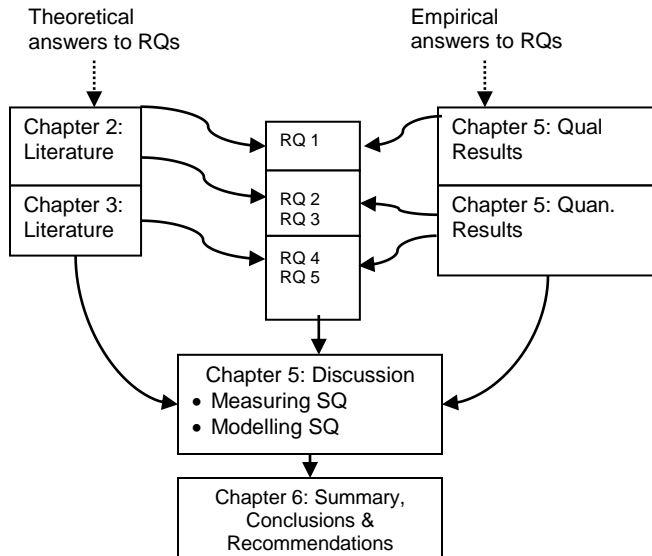 Theoretical
answers to RQs
Empirical
answers to RQs
Chapter 2:
Literature
Chapter 3:
Literature
RQ 1
RQ 2
RQ 3
RQ 4
RQ 5
Chapter 5: Qual
Results
Chapter 5: Quan.
Results
Chapter 5: Discussion
• Measuring SQ
• Modelling SQ
Chapter 6: Summary,
Conclusions &
Recommendations